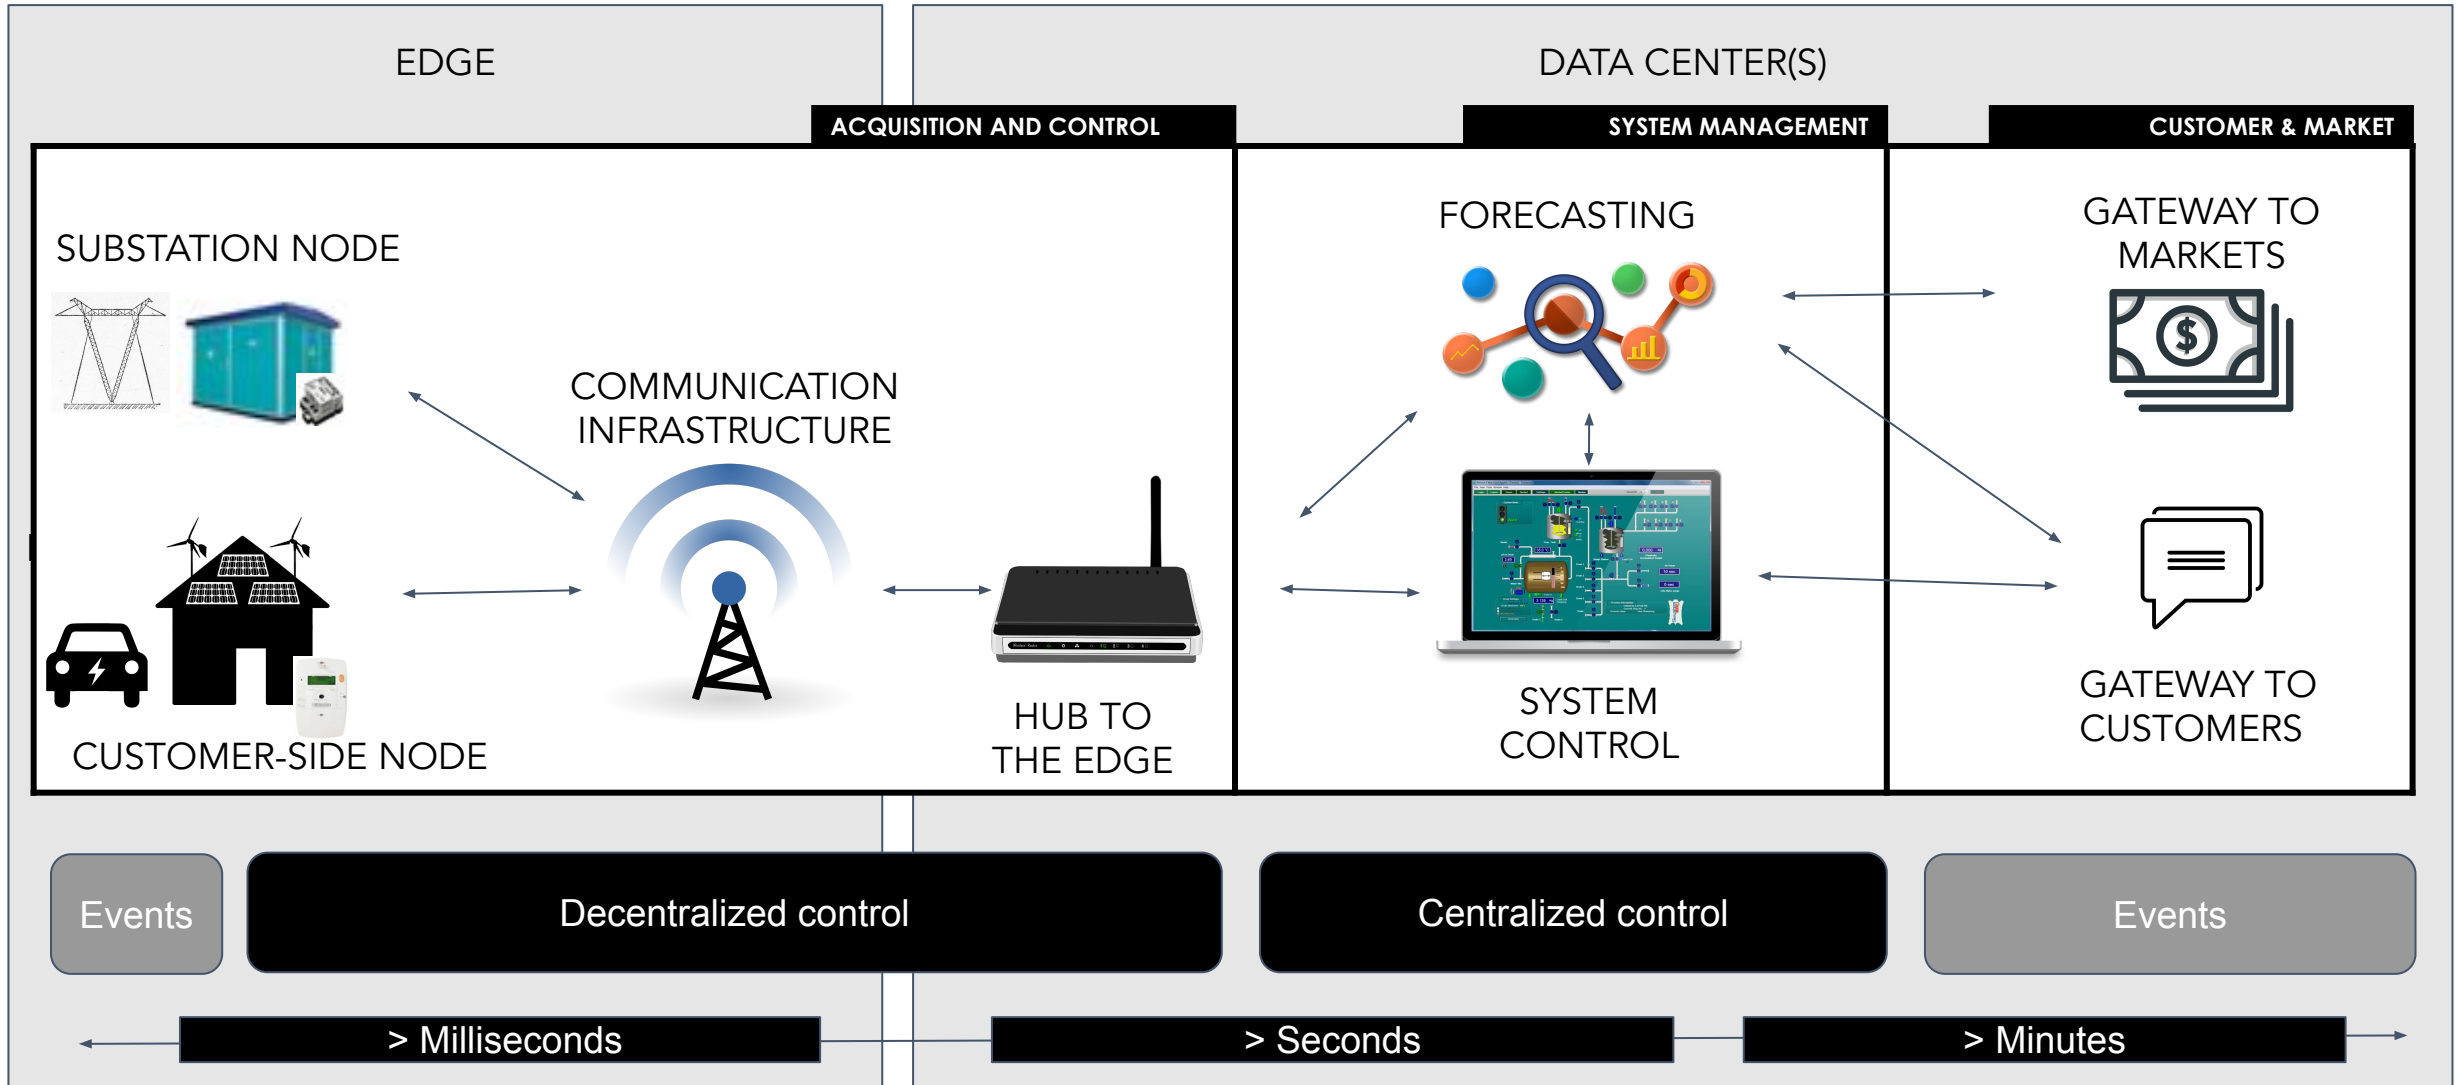 EDGE
DATA CENTER(S)
ACQUISITION AND CONTROL
SYSTEM MANAGEMENT
CUSTOMER & MARKET
SUBSTATION NODE
COMMUNICATION
INFRASTRUCTURE
CUSTOMER-SIDE NODE
HUB TO
THE EDGE
FORECASTING
SYSTEM
CONTROL
GATEWAY TO
MARKETS
$
GATEWAY TO
CUSTOMERS
Events
Decentralized control
Centralized control
Events
> Milliseconds
> Seconds
> Minutes